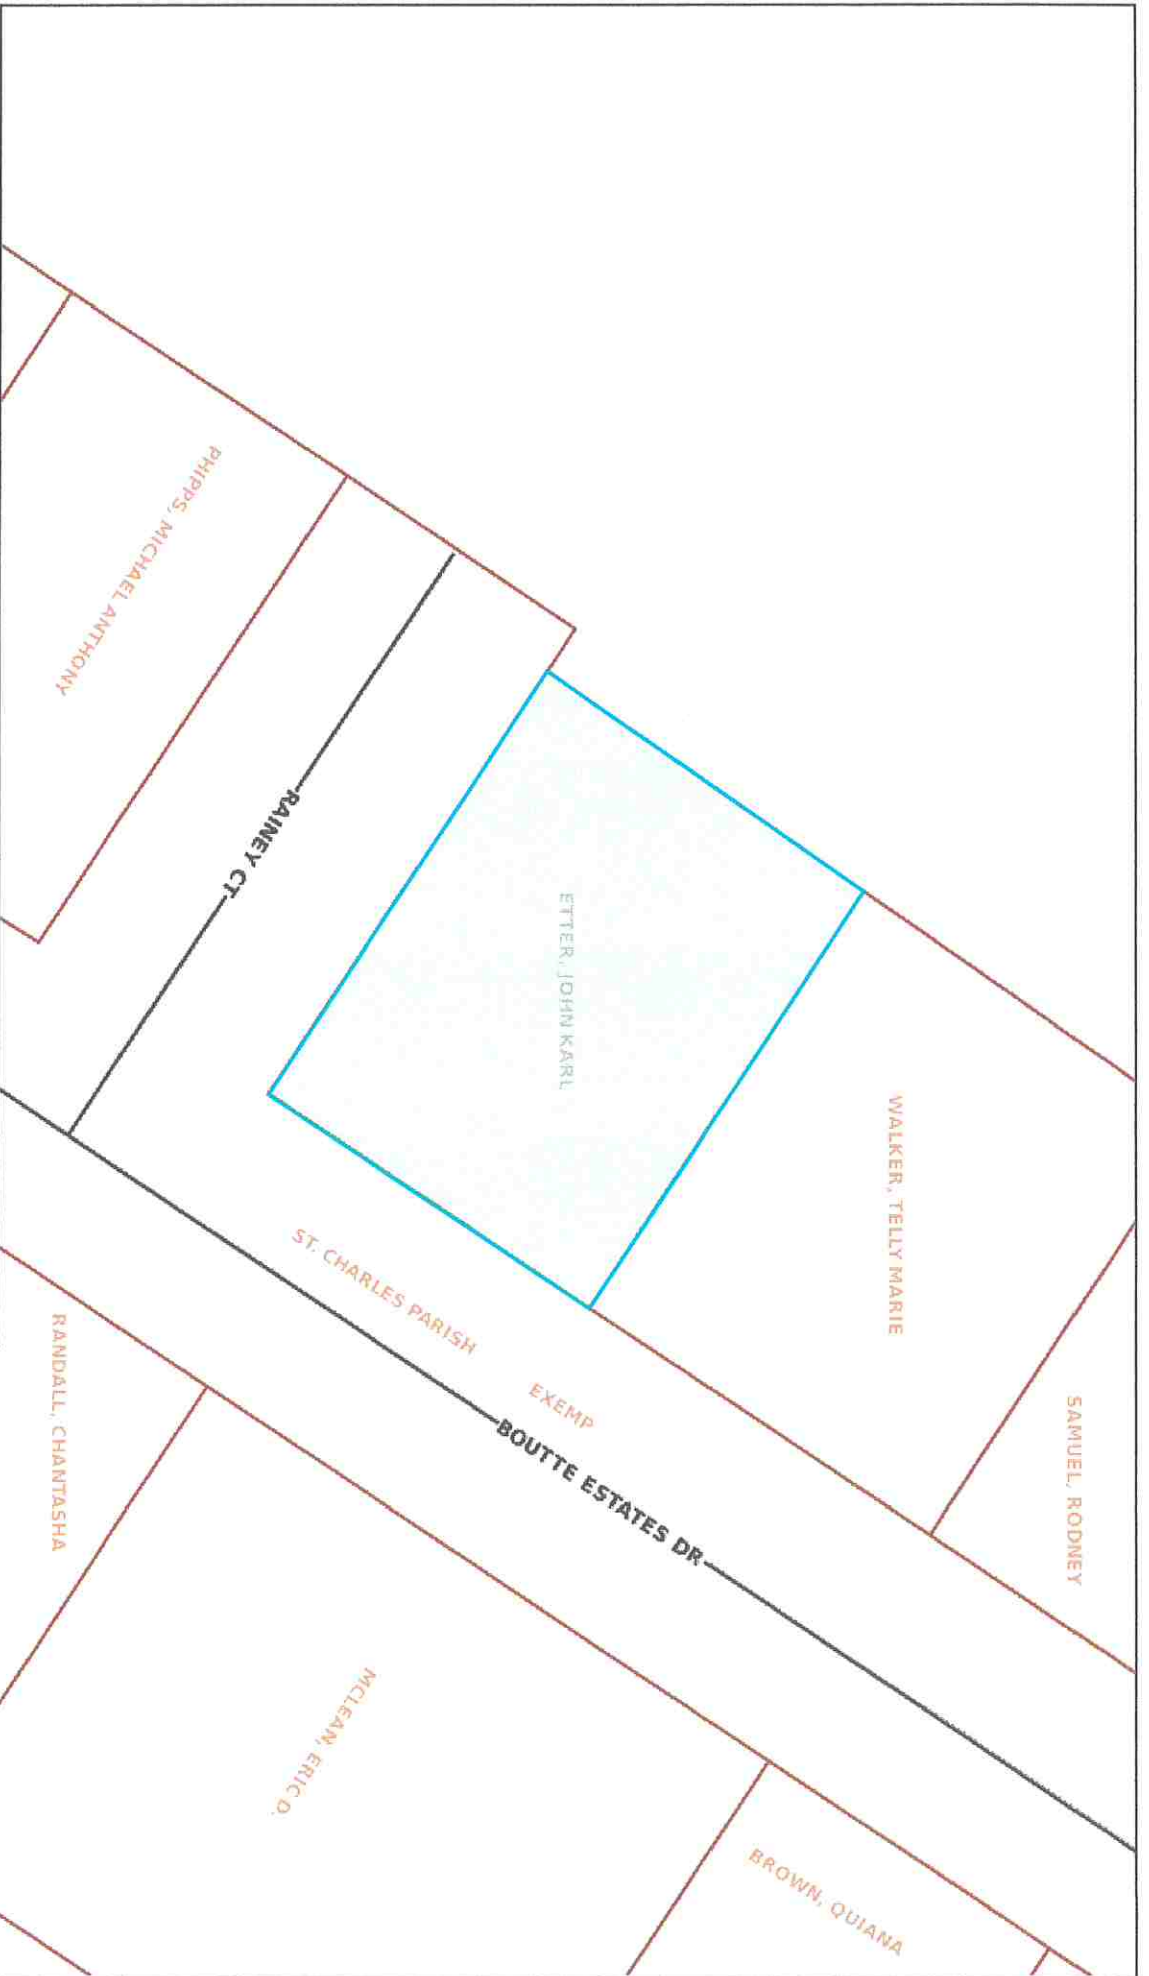 PHIPPS, MICHAEL ANTHONY
RAINEY CT
ETTER, JOHN KARL
WALKER, TELLY MARIE
SAMUEL, RODNEY
ST. CHARLES PARISH
EXEMP
BOUTTE ESTATES DR
RANDALL, CHANTASHA
MCLEAN, ERIC D.
BROWN, QUIANA